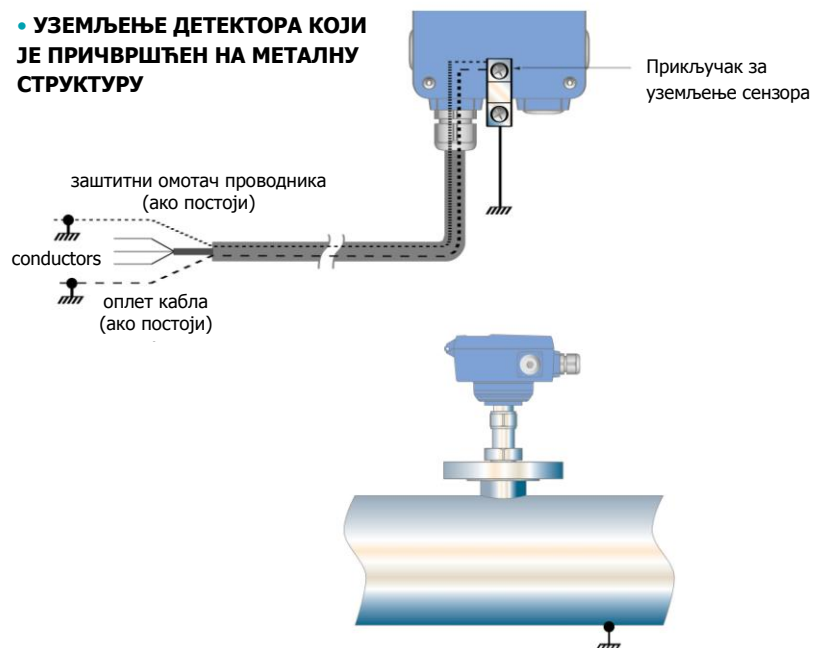 • УЗЕМЉЕЊЕ ДЕТЕКТОРА КОЈИ
ЈЕ ПРИЧВРШЋЕН НА МЕТАЛНУ
СТРУКТУРУ
Прикључак за
уземљење сензора
заштитни омотач проводника
(ако постоји)
conductors
оплет кабла
(ако постоји)